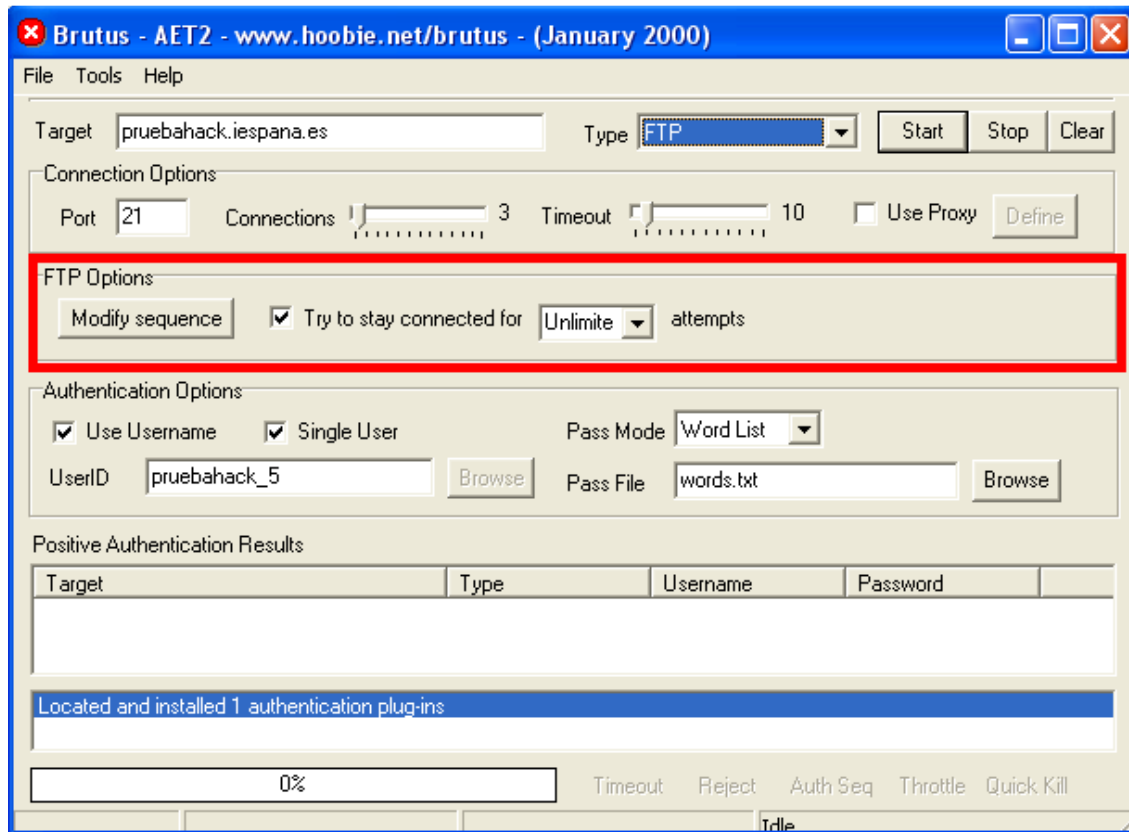 Brutus - AET2 - www.hoobie.net/brutus - (January 2000)
File Tools Help
Target pruebahack.iespana.es Type FTP Start Stop Clear
Connection Options
Port 21 Connections 3 Timeout 10 Use Proxy Define
FTP Options
Modify sequence Try to stay connected for Unlimite attempts
Authentication Options
Use Username Single User Pass Mode Word List
UserID pruebahack_5 Browse Pass File words.txt Browse
Positive Authentication Results
Target Type Username Password
Located and installed 1 authentication plug-ins
0% Timeout Reject Auth Seq Throttle Quick Kill
Idle